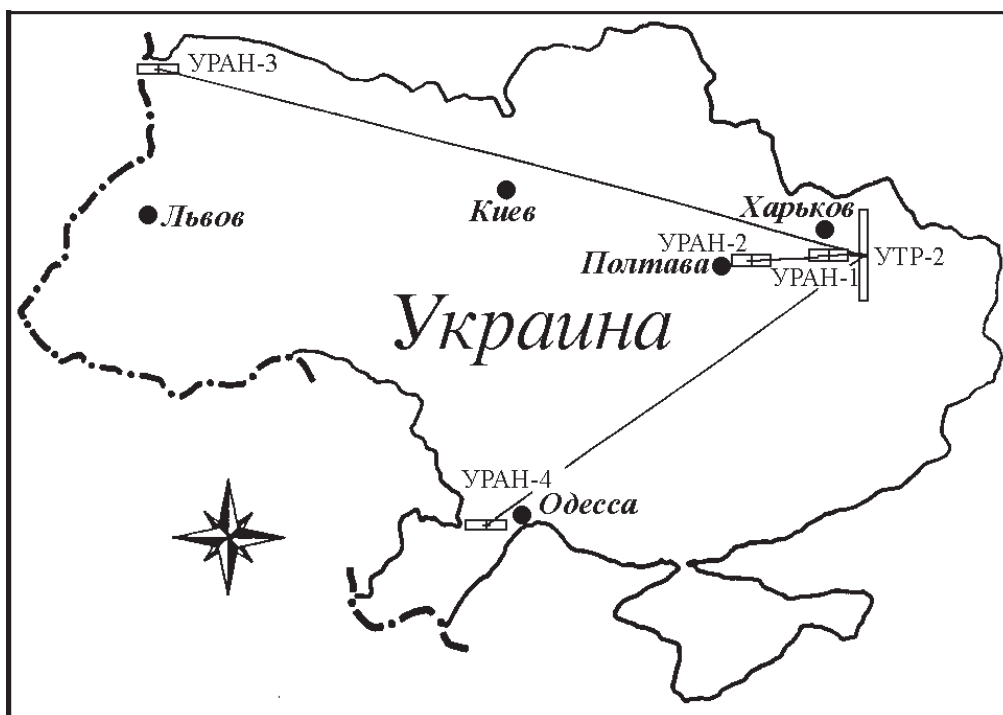 УРАН-3
Львов
Киев
Харьков
УРАН-2
Полтава
УРАН-1
УТР-2
Украина
УРАН-4
Одесса